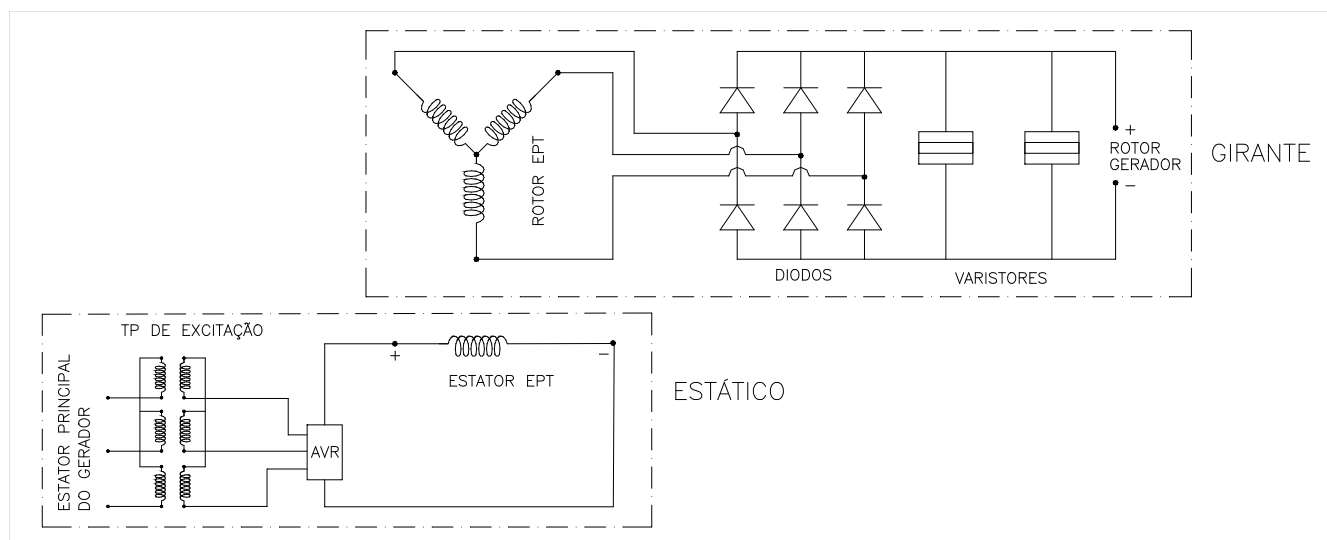 ROTOR EPT
+
ROTOR
GERADOR
−
GIRANTE
DIODOS
VARISTORES
TP DE EXCITAÇÃO
ESTATOR PRINCIPAL
DO GERADOR
+
−
ESTATOR EPT
AVR
ESTÁTICO